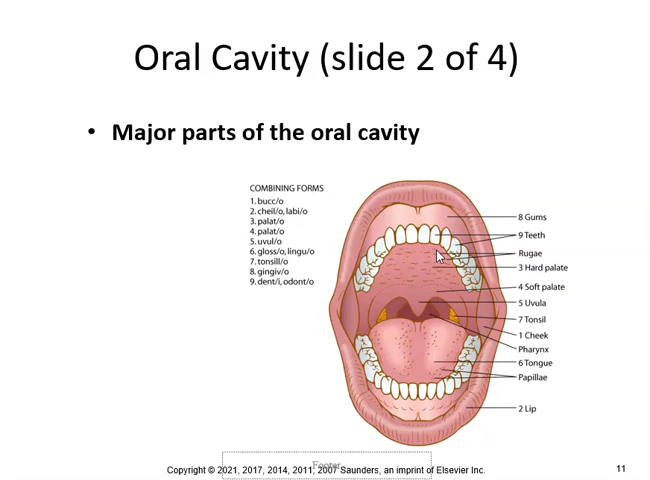 Oral Cavity (slide 2 of 4)
• Major parts of the oral cavity
COMBINING FORMS
1. bucc/o
2. cheil/o, labi/o
3. palat/o
4. palat/o
5. uvul/o
6. gloss/o, lingu/o
7. tonsill/o
8. gingiv/o
9. dent/i, odont/o
8 Gums
9 Teeth
Rugae
3 Hard palate
4 Soft palate
5 Uvula
7 Tonsil
1 Cheek
Pharynx
6 Tongue
Papillae
2 Lip
Footer
Copyright © 2021, 2017, 2014, 2011, 2007 Saunders, an imprint of Elsevier Inc.
11